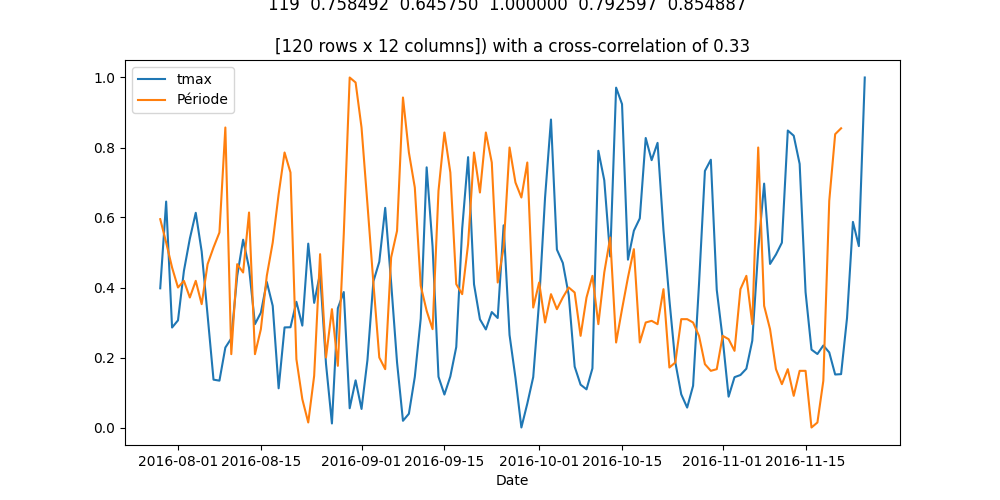 119 0.758492 0.645750 1.000000 0.792597 0.854887
[120 rows x 12 columns]) with a cross-correlation of 0.33
tmax
Période
1.0
0.8
0.6
0.4
0.2
0.0
2016-08-01 2016-08-15 2016-09-01 2016-09-15 2016-10-01 2016-10-15 2016-11-01 2016-11-15
Date